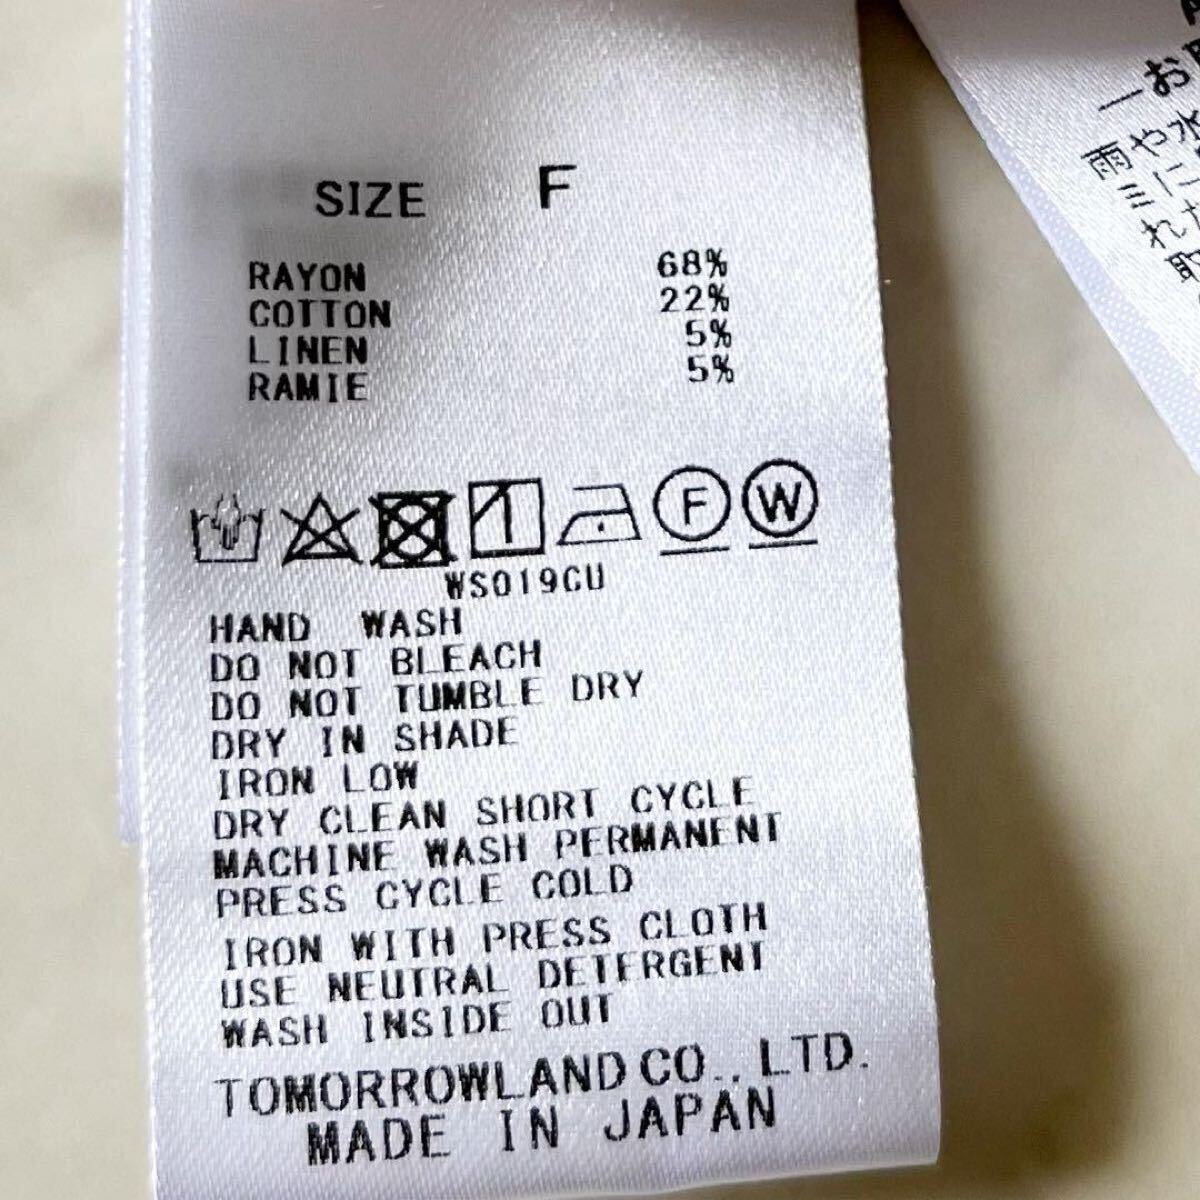 SIZE F
RAYON 68%
COTTON 22%
LINEN 5%
RAMIE 5%
F W
WS019CU
HAND WASH
DO NOT BLEACH
DO NOT TUMBLE DRY
DRY IN SHADE
IRON LOW
DRY CLEAN SHORT CYCLE
MACHINE WASH PERMANENT
PRESS CYCLE COLD
IRON WITH PRESS CLOTH
USE NEUTRAL DETERGENT
WASH INSIDE OUT
TOMORROWLAND CO., LTD.
MADE IN JAPAN
ーお
雨や水
ミに
れた
取